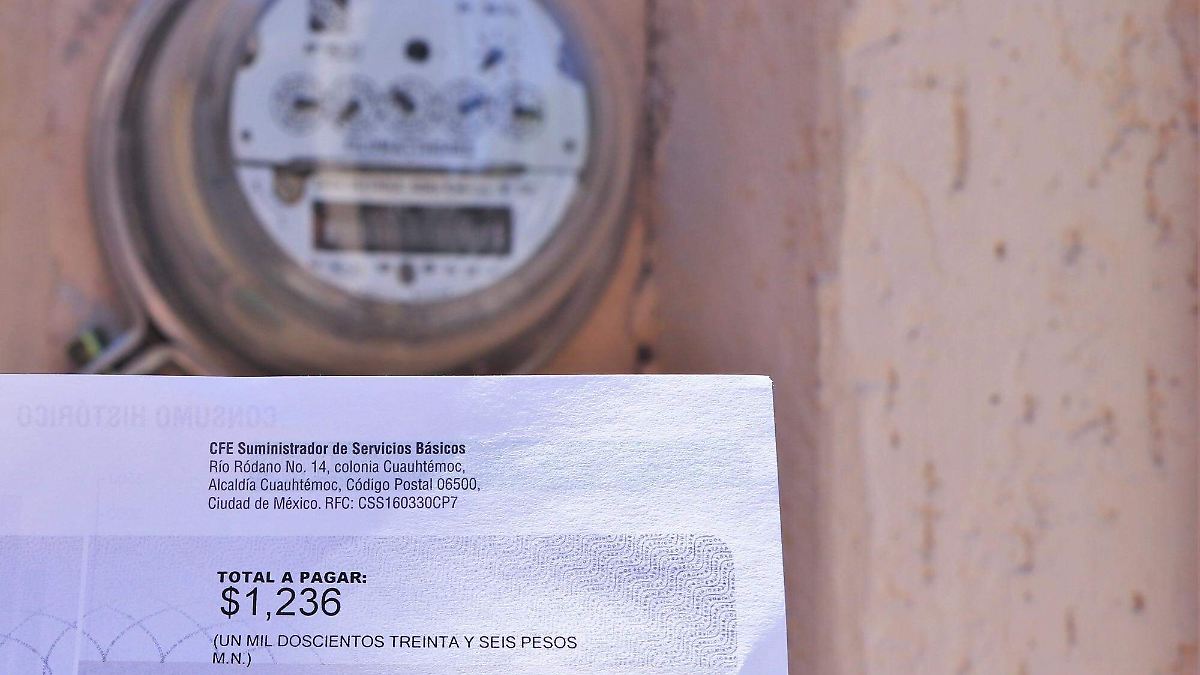 CONSUMO HISTÓRICO
CFE Suministrador de Servicios Básicos
Río Ródano No. 14, colonia Cuauhtémoc,
Alcaldía Cuauhtémoc, Código Postal 06500,
Ciudad de México. RFC: CSS160330CP7
TOTAL A PAGAR:
$1,236
(UN MIL DOSCIENTOS TREINTA Y SEIS PESOS
M.N.)